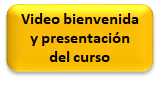 Video bienvenida
y presentación
del curso